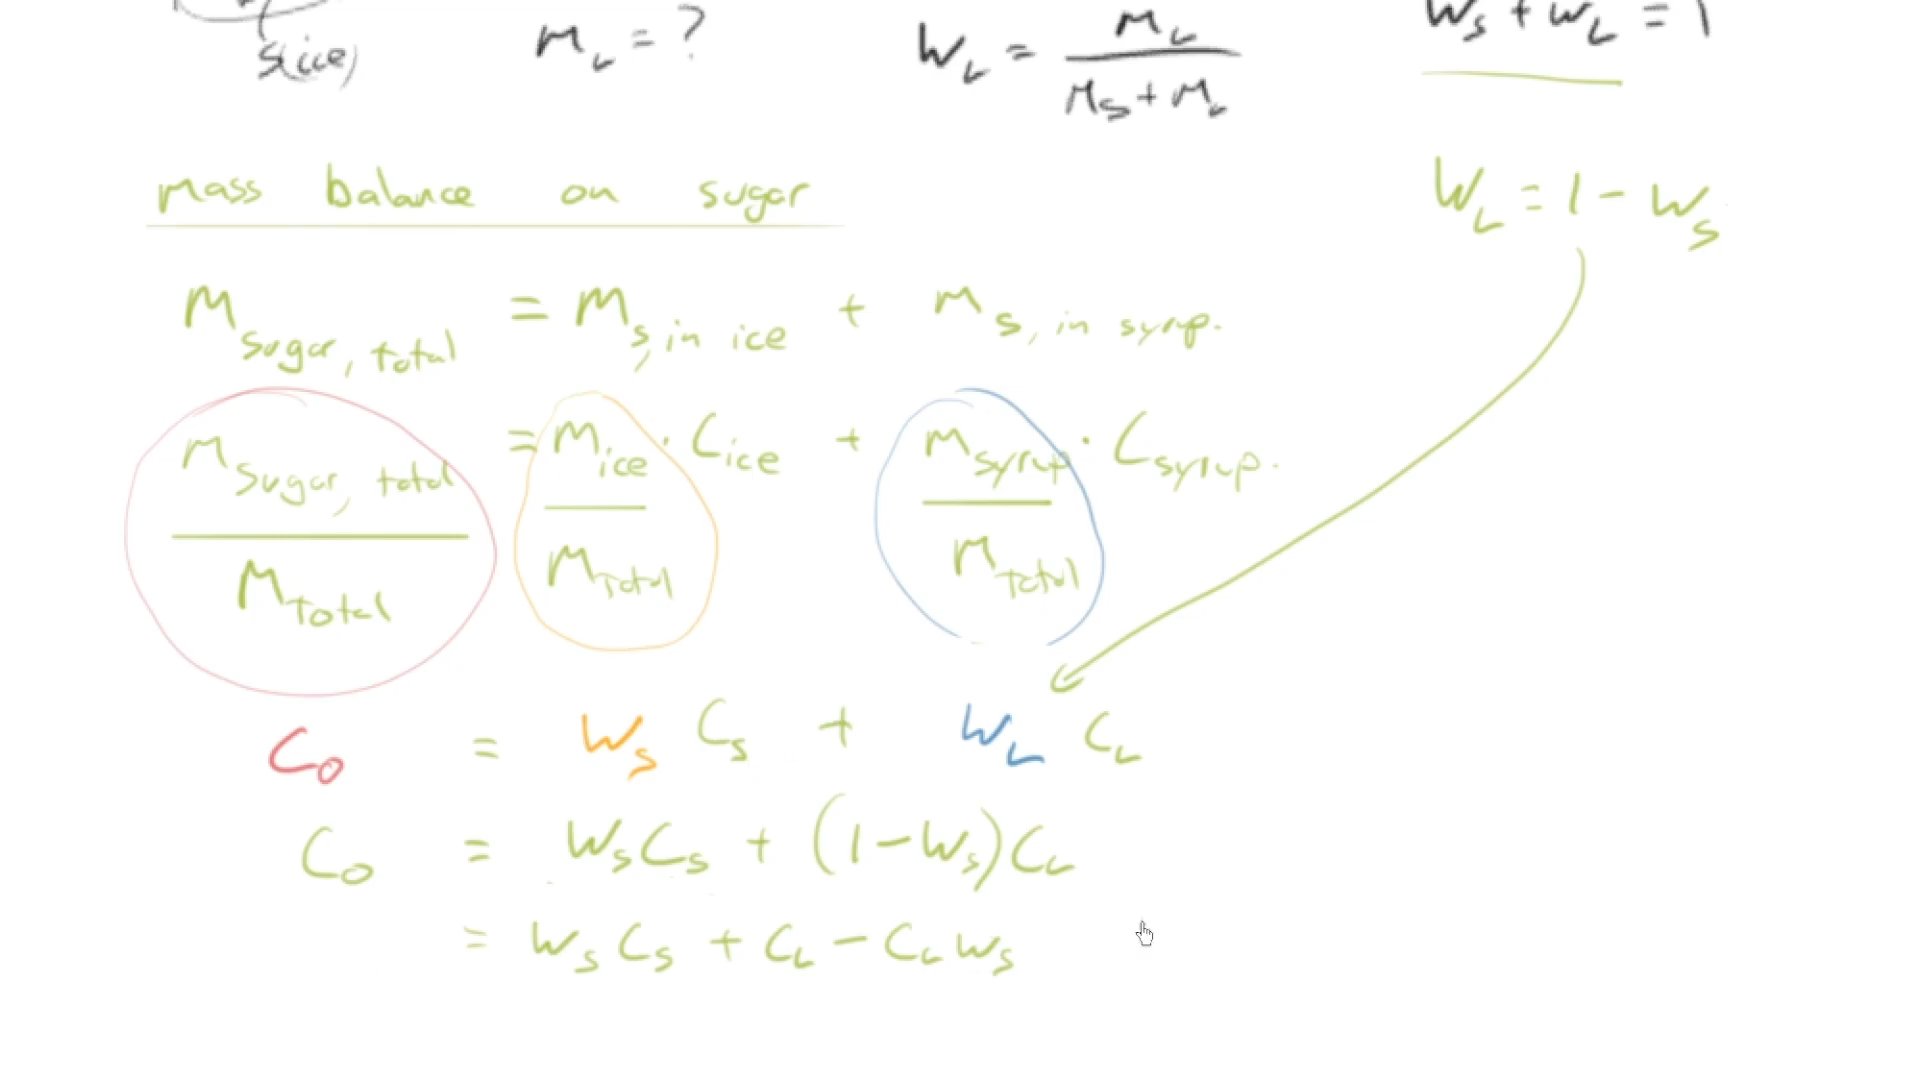 S(ice)
m_L = ?
W_L = m_L / (m_S + m_L)
W_S + W_L = 1
mass balance on sugar
W_L = 1 - W_S
m_sugar, total = m_s, in ice + m_s, in syrup.
m_sugar, total / m_Total = m_ice / m_Total · C_ice + m_syrup / m_Total · C_syrup.
C_0 = W_S C_S + W_L C_L
C_0 = W_S C_S + (1 - W_S) C_L
= W_S C_S + C_L - C_L W_S